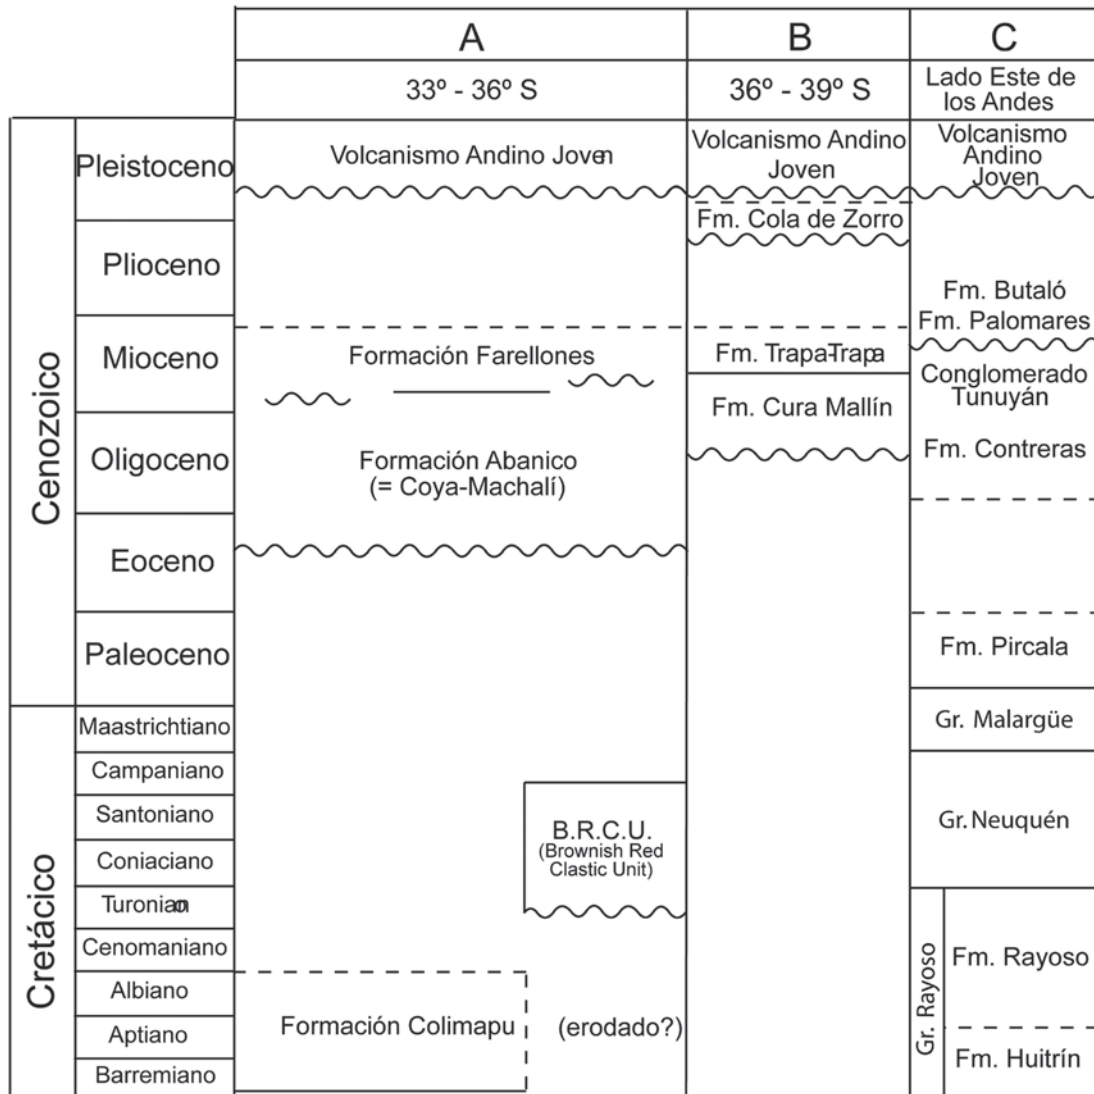 A
B
C
33º - 36º S
36º - 39º S
Lado Este de
los Andes
Cenozoico
Pleistoceno
Plioceno
Mioceno
Oligoceno
Eoceno
Paleoceno
Cretácico
Maastrichtiano
Campaniano
Santoniano
Coniaciano
Turoniano
Cenomaniano
Albiano
Aptiano
Barremiano
Volcanismo Andino Joven
Formación Farellones
Formación Abanico
(= Coya-Machalí)
B.R.C.U.
(Brownish Red
Clastic Unit)
Formación Colimapu
(erodado?)
Volcanismo Andino
Joven
Fm. Cola de Zorro
Fm. Trapa-Trapa
Fm. Cura Mallín
Volcanismo
Andino
Joven
Fm. Butaló
Fm. Palomares
Conglomerado
Tunuyán
Fm. Contreras
Fm. Pircala
Gr. Malargüe
Gr. Neuquén
Gr. Rayoso
Fm. Rayoso
Fm. Huitrín